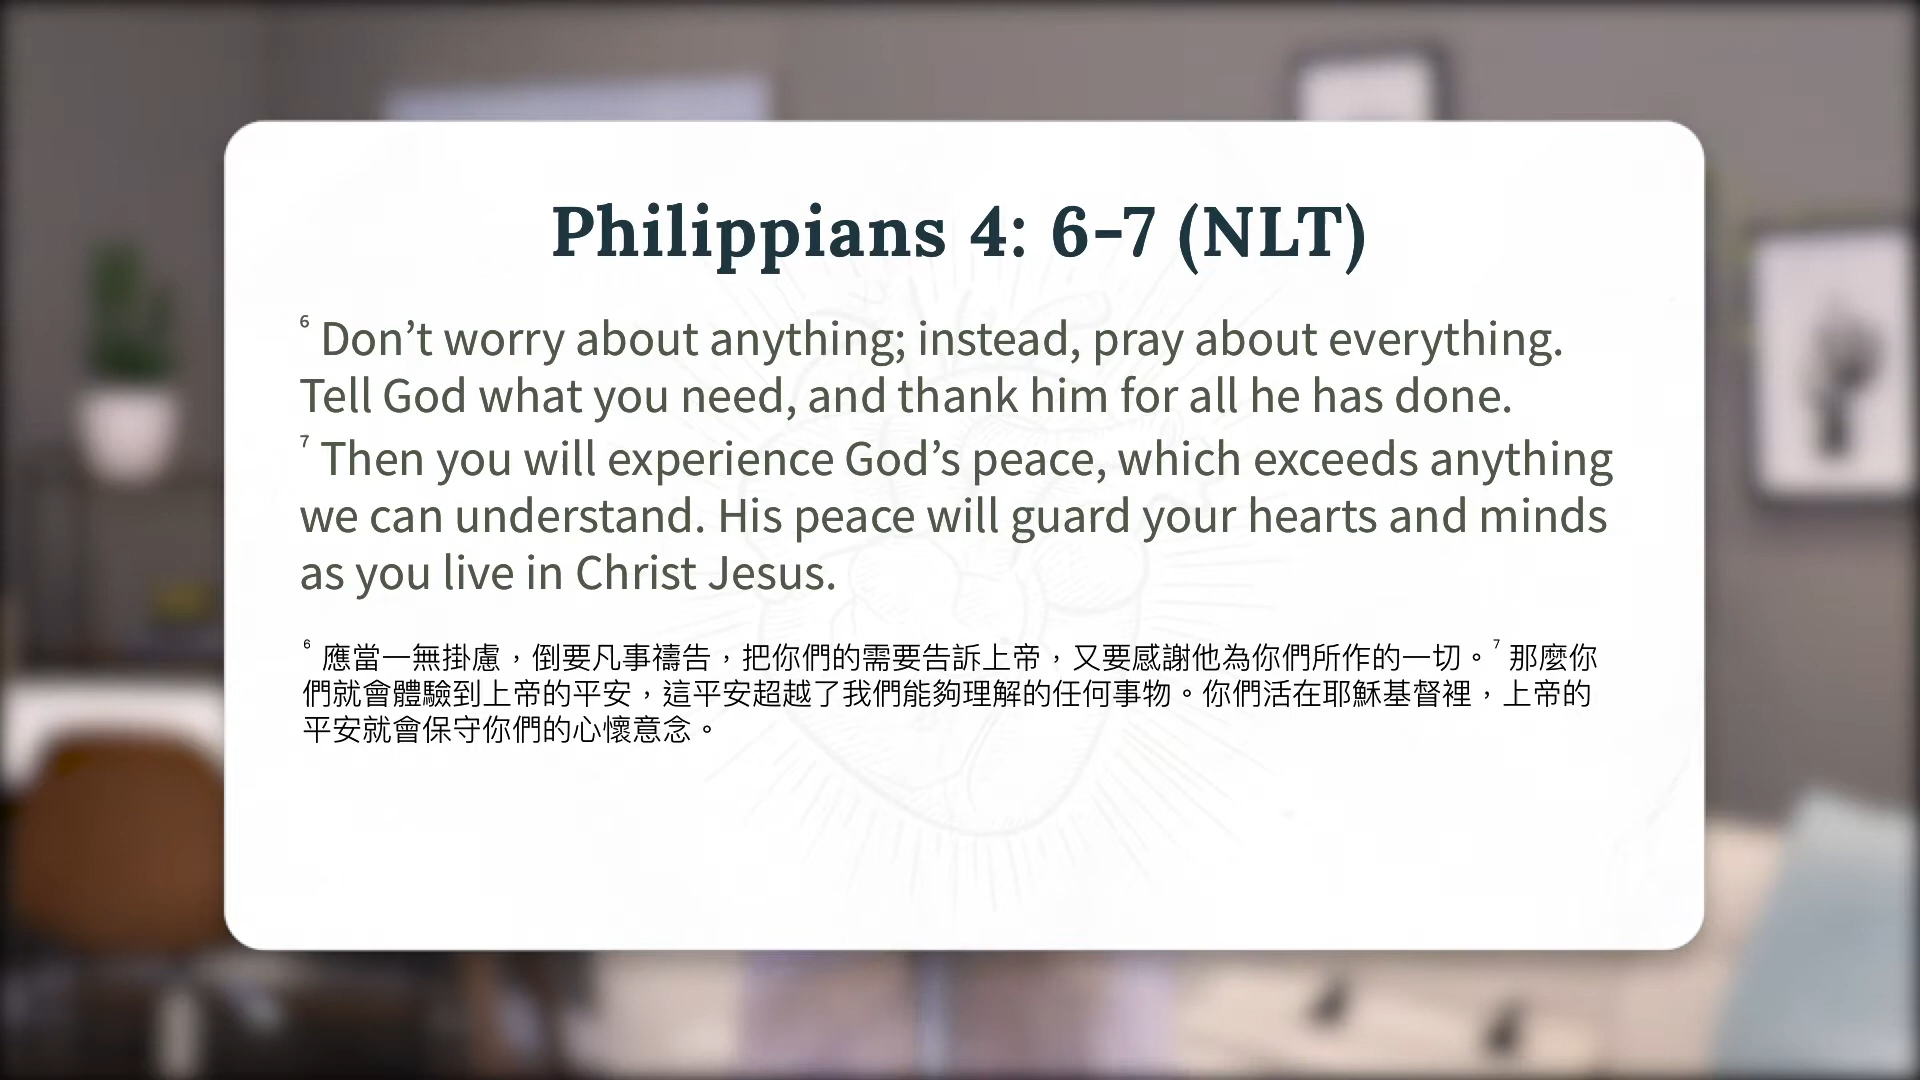 Philippians 4: 6-7 (NLT)
⁶ Don’t worry about anything; instead, pray about everything.
Tell God what you need, and thank him for all he has done.
⁷ Then you will experience God’s peace, which exceeds anything
we can understand. His peace will guard your hearts and minds
as you live in Christ Jesus.
⁶ 應當一無掛慮，倒要凡事禱告，把你們的需要告訴上帝，又要感謝他為你們所作的一切。⁷ 那麼你
們就會體驗到上帝的平安，這平安超越了我們能夠理解的任何事物。你們活在耶穌基督裡，上帝的
平安就會保守你們的心懷意念。